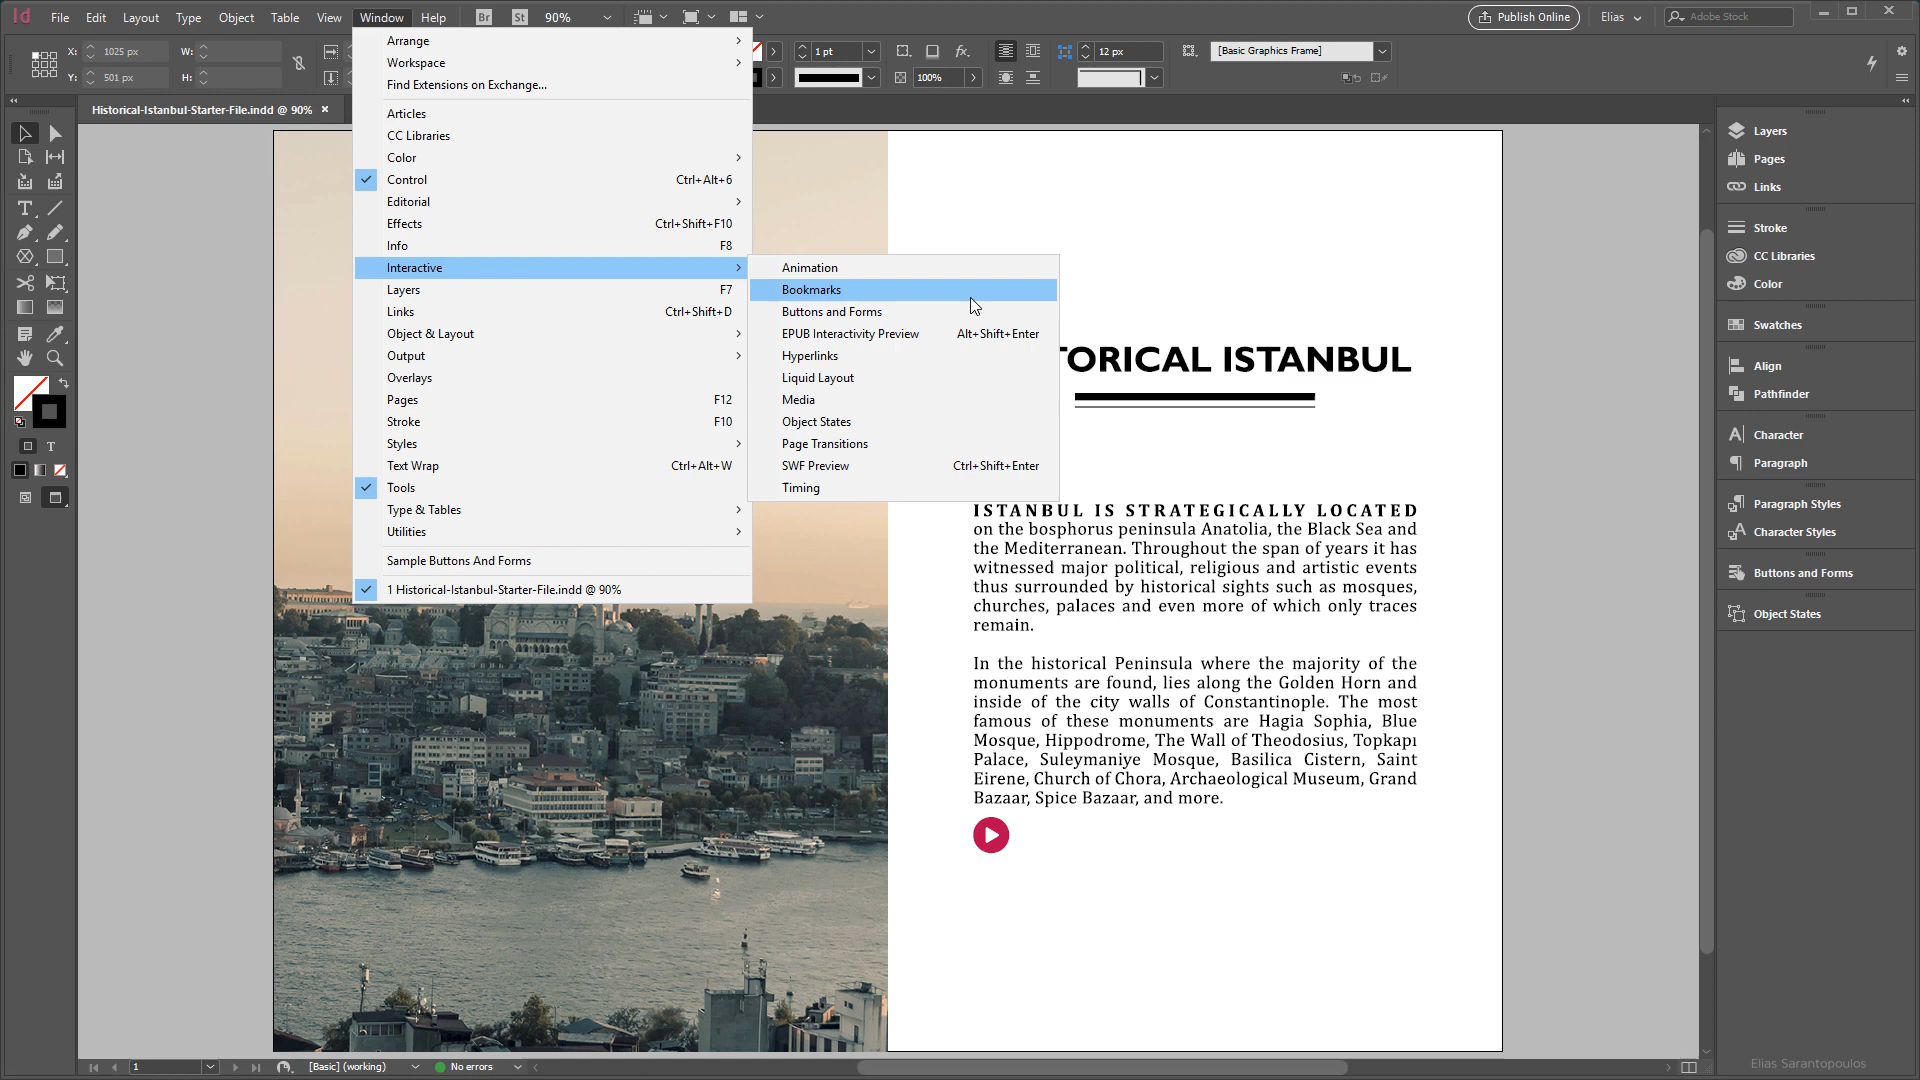 Id File Edit Layout Type Object Table View Window Help Br St 90% Publish Online Elias Adobe Stock
X: 1025 px W: 1 pt fx. 12 px [Basic Graphics Frame]
Y: 501 px H: 100%
Historical-Istanbul-Starter-File.indd @ 90% ×
Arrange
Workspace
Find Extensions on Exchange...
Articles
CC Libraries
Color
Control Ctrl+Alt+6
Editorial
Effects Ctrl+Shift+F10
Info F8
Interactive
Layers F7
Links Ctrl+Shift+D
Object & Layout
Output
Overlays
Pages F12
Stroke F10
Styles
Text Wrap Ctrl+Alt+W
Tools
Type & Tables
Utilities
Sample Buttons And Forms
1 Historical-Istanbul-Starter-File.indd @ 90%
Animation
Bookmarks
Buttons and Forms
EPUB Interactivity Preview Alt+Shift+Enter
Hyperlinks
Liquid Layout
Media
Object States
Page Transitions
SWF Preview Ctrl+Shift+Enter
Timing
TORICAL ISTANBUL
ISTANBUL IS STRATEGICALLY LOCATED
on the bosphorus peninsula Anatolia, the Black Sea and
the Mediterranean. Throughout the span of years it has
witnessed major political, religious and artistic events
thus surrounded by historical sights such as mosques,
churches, palaces and even more of which only traces
remain.
In the historical Peninsula where the majority of the
monuments are found, lies along the Golden Horn and
inside of the city walls of Constantinople. The most
famous of these monuments are Hagia Sophia, Blue
Mosque, Hippodrome, The Wall of Theodosius, Topkapı
Palace, Suleymaniye Mosque, Basilica Cistern, Saint
Eirene, Church of Chora, Archaeological Museum, Grand
Bazaar, Spice Bazaar, and more.
Layers
Pages
Links
Stroke
CC Libraries
Color
Swatches
Align
Pathfinder
Character
Paragraph
Paragraph Styles
Character Styles
Buttons and Forms
Object States
1 [Basic] (working) No errors
Elias Sarantopoulos